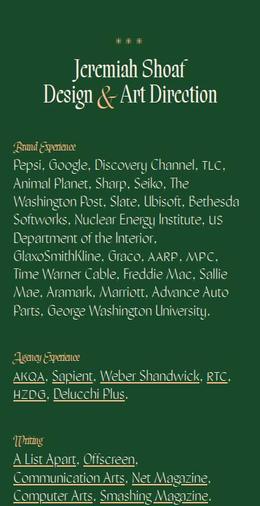 Jeremiah Shoaf
Design & Art Direction
Brand Experience
Pepsi, Google, Discovery Channel, TLC,
Animal Planet, Sharp, Seiko, The
Washington Post, Slate, Ubisoft, Bethesda
Softworks, Nuclear Energy Institute, US
Department of the Interior,
GlaxoSmithKline, Graco, AARP, MPC,
Time Warner Cable, Freddie Mac, Sallie
Mae, Aramark, Marriott, Advance Auto
Parts, George Washington University.
Agency Experience
AKQA, Sapient, Weber Shandwick, RTC,
HZDG, Delucchi Plus.
Writing
A List Apart, Offscreen,
Communication Arts, Net Magazine,
Computer Arts, Smashing Magazine.